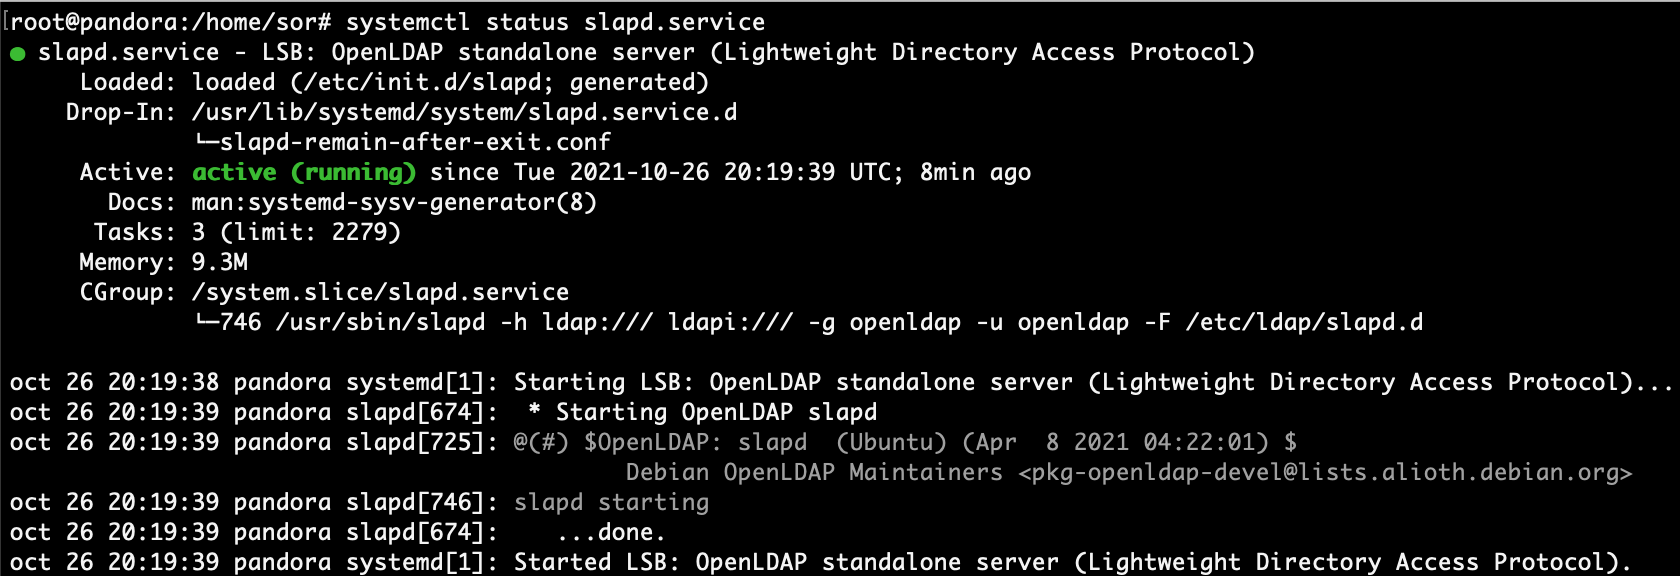 [root@pandora:/home/sor# systemctl status slapd.service
● slapd.service - LSB: OpenLDAP standalone server (Lightweight Directory Access Protocol)
     Loaded: loaded (/etc/init.d/slapd; generated)
    Drop-In: /usr/lib/systemd/system/slapd.service.d
             └─slapd-remain-after-exit.conf
     Active: active (running) since Tue 2021-10-26 20:19:39 UTC; 8min ago
       Docs: man:systemd-sysv-generator(8)
      Tasks: 3 (limit: 2279)
     Memory: 9.3M
     CGroup: /system.slice/slapd.service
             └─746 /usr/sbin/slapd -h ldap:/// ldapi:/// -g openldap -u openldap -F /etc/ldap/slapd.d

oct 26 20:19:38 pandora systemd[1]: Starting LSB: OpenLDAP standalone server (Lightweight Directory Access Protocol)...
oct 26 20:19:39 pandora slapd[674]:  * Starting OpenLDAP slapd
oct 26 20:19:39 pandora slapd[725]: @(#) $OpenLDAP: slapd  (Ubuntu) (Apr  8 2021 04:22:01) $
                                            Debian OpenLDAP Maintainers <pkg-openldap-devel@lists.alioth.debian.org>
oct 26 20:19:39 pandora slapd[746]: slapd starting
oct 26 20:19:39 pandora slapd[674]:    ...done.
oct 26 20:19:39 pandora systemd[1]: Started LSB: OpenLDAP standalone server (Lightweight Directory Access Protocol).